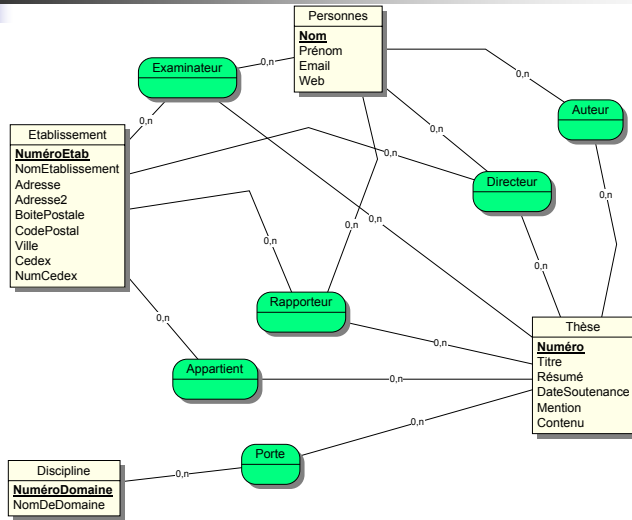 Personnes
Nom
Prénom
Email
Web
Examinateur
0,n
0,n
0,n
Auteur
0,n
Etablissement
NuméroEtab
NomEtablissement
Adresse
Adresse2
BoitePostale
CodePostal
Ville
Cedex
NumCedex
0,n
0,n
Directeur
0,n
0,n
0,n
0,n
0,n
Rapporteur
0,n
0,n
Appartient
0,n
Thèse
Numéro
Titre
Résumé
DateSoutenance
Mention
Contenu
0,n
Porte
0,n
Discipline
NuméroDomaine
NomDeDomaine